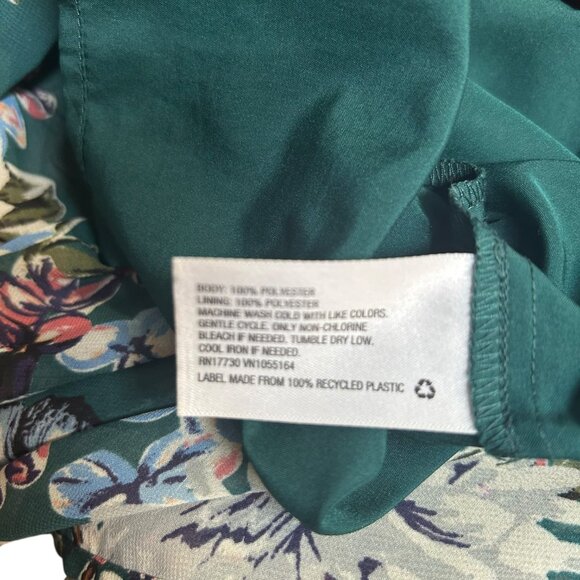 BODY: 100% POLYESTER
LINING: 100% POLYESTER
MACHINE WASH COLD WITH LIKE COLORS.
GENTLE CYCLE. ONLY NON-CHLORINE
BLEACH IF NEEDED. TUMBLE DRY LOW.
COOL IRON IF NEEDED.
RN17730 VN1055164
LABEL MADE FROM 100% RECYCLED PLASTIC